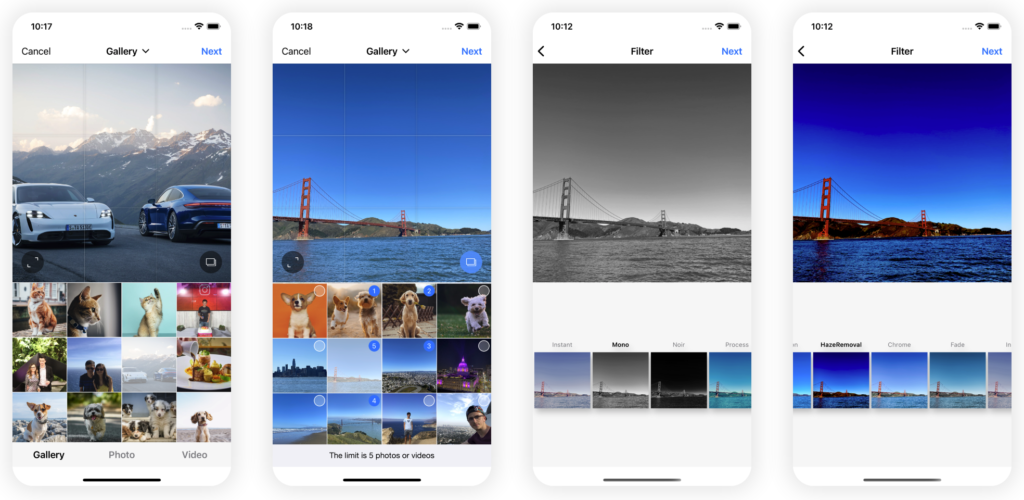 10:17
Cancel
Gallery
Next
Gallery
Photo
Video
10:18
Cancel
Gallery
Next
1
2
5
3
4
The limit is 5 photos or videos
10:12
Filter
Next
Instant
Mono
Noir
Process
10:12
Filter
Next
on
HazeRemoval
Chrome
Fade
In